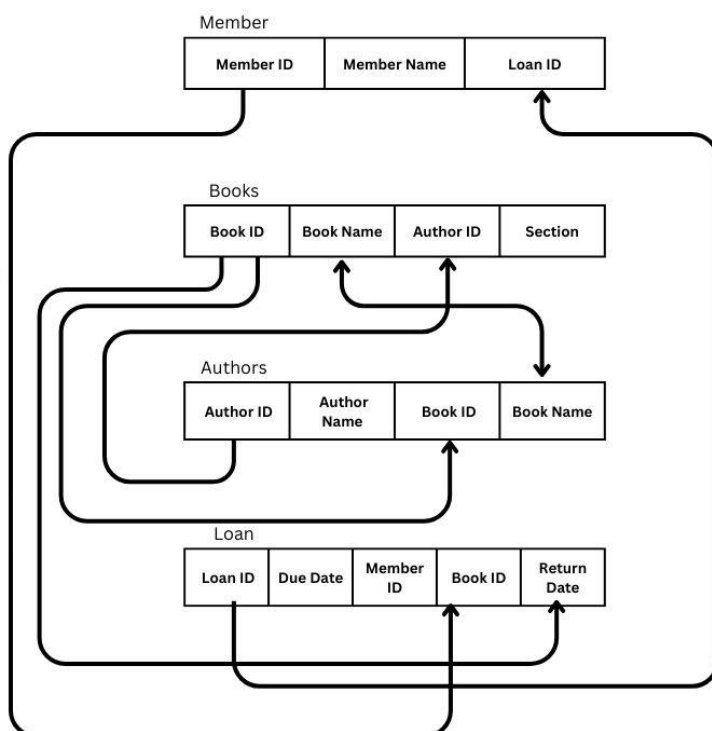 Member
Member ID Member Name Loan ID
Books
Book ID Book Name Author ID Section
Authors
Author ID Author Name Book ID Book Name
Loan
Loan ID Due Date Member ID Book ID Return Date